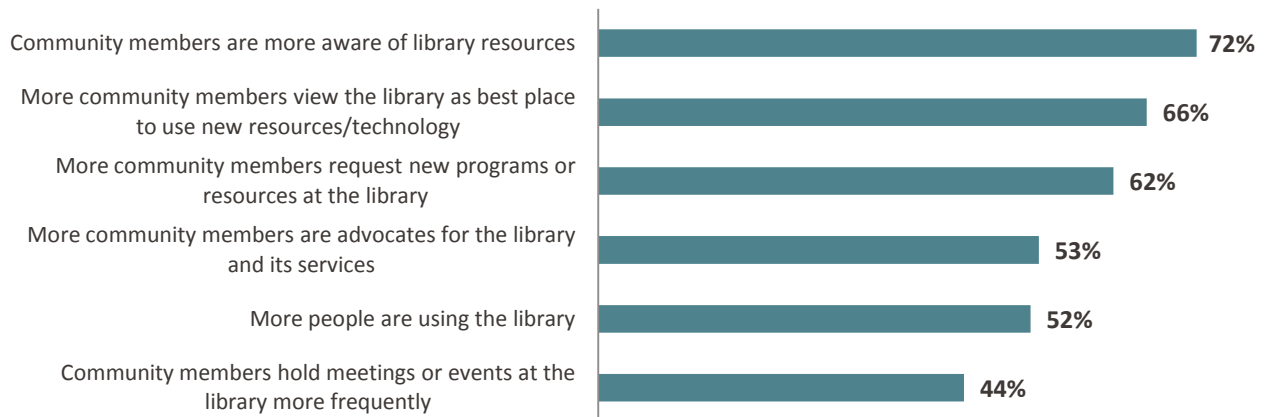 Community members are more aware of library resources
72%
More community members view the library as best place
to use new resources/technology
66%
More community members request new programs or
resources at the library
62%
More community members are advocates for the library
and its services
53%
More people are using the library
52%
Community members hold meetings or events at the
library more frequently
44%